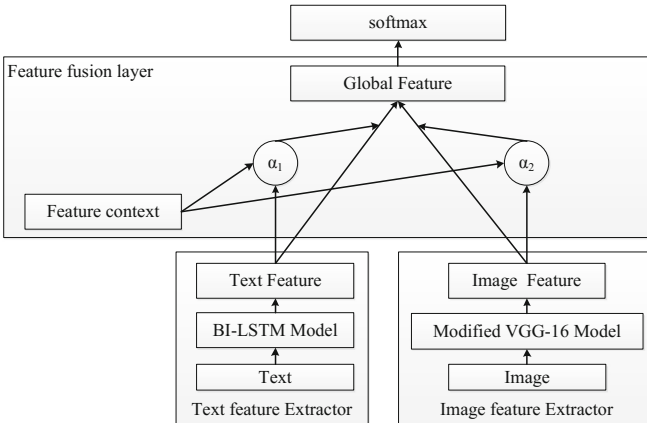 softmax
Feature fusion layer
Global Feature
α1
α2
Feature context
Text Feature
Image Feature
BI-LSTM Model
Modified VGG-16 Model
Text
Image
Text feature Extractor
Image feature Extractor